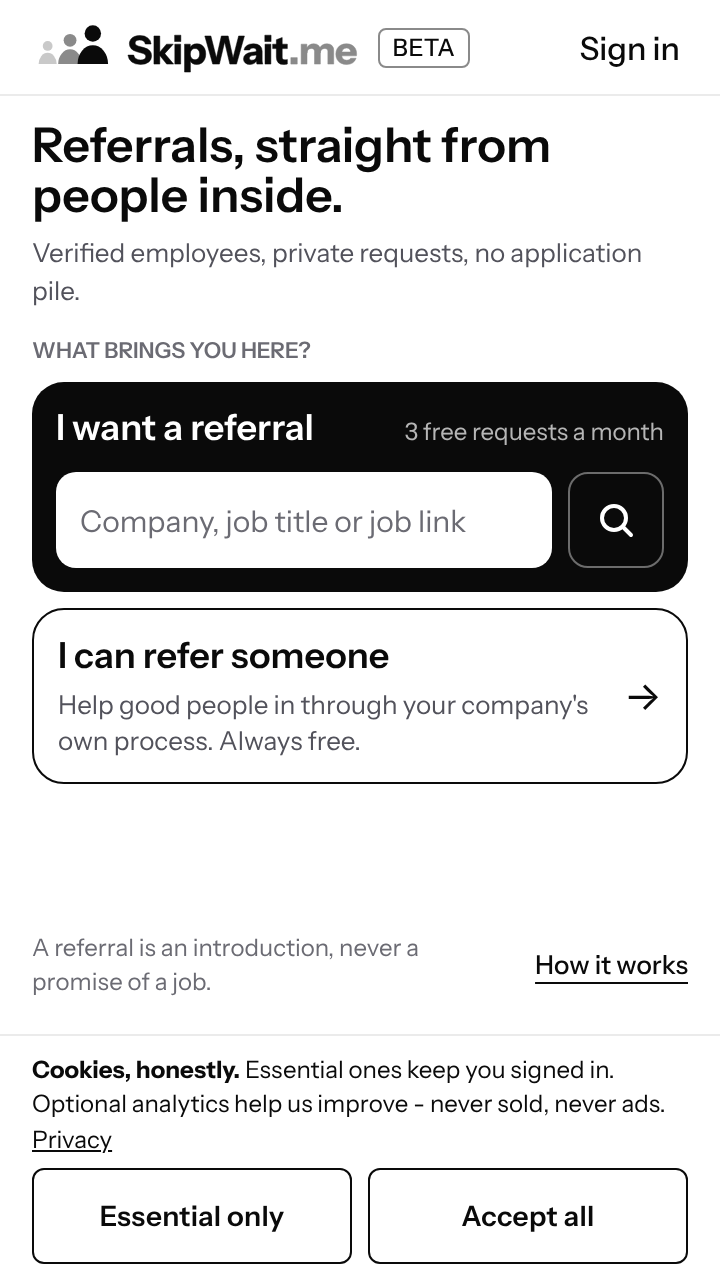 SkipWait.me BETA Sign in
Referrals, straight from
people inside.
Verified employees, private requests, no application
pile.
WHAT BRINGS YOU HERE?
I want a referral 3 free requests a month
Company, job title or job link
I can refer someone
Help good people in through your company's
own process. Always free.
A referral is an introduction, never a
promise of a job.
How it works
Cookies, honestly. Essential ones keep you signed in.
Optional analytics help us improve - never sold, never ads.
Privacy
Essential only Accept all